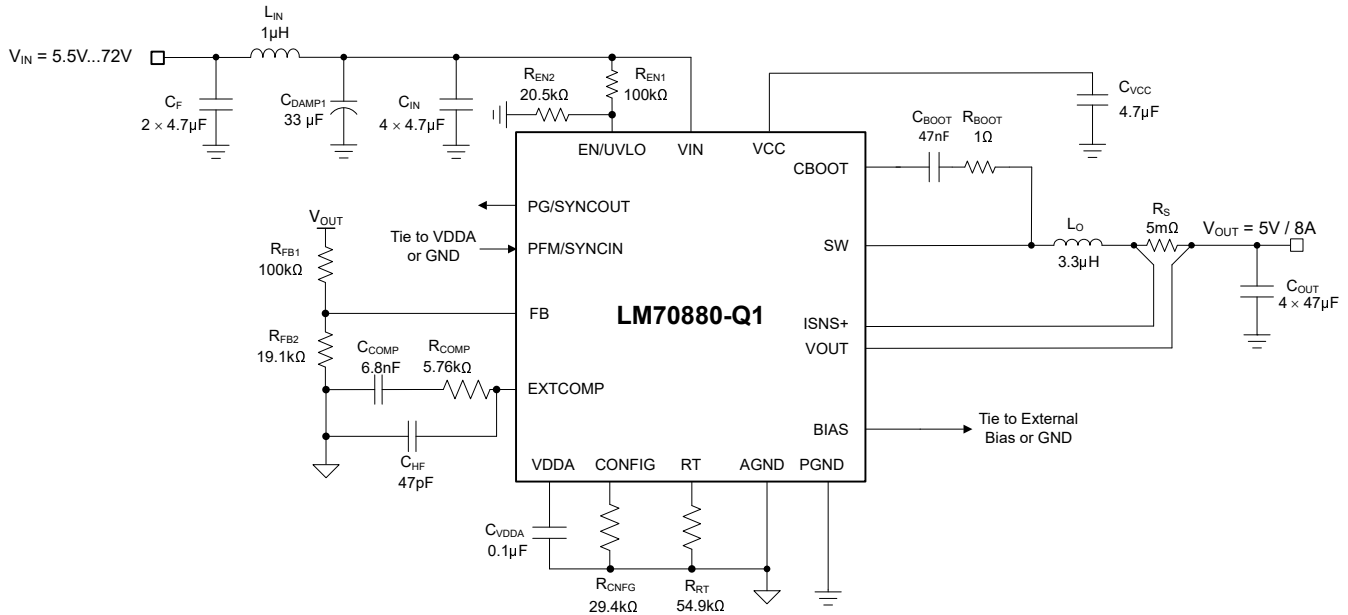 L_IN
1µH
V_IN = 5.5V...72V
C_F
2 × 4.7µF
C_DAMP1
33 µF
C_IN
4 × 4.7µF
R_EN2
20.5kΩ
R_EN1
100kΩ
C_VCC
4.7µF
C_BOOT
47nF
R_BOOT
1Ω
EN/UVLO
VIN
VCC
CBOOT
PG/SYNCOUT
Tie to VDDA
or GND
PFM/SYNCIN
SW
L_O
3.3µH
R_S
5mΩ
V_OUT = 5V / 8A
C_OUT
4 × 47µF
V_OUT
R_FB1
100kΩ
FB
LM70880-Q1
ISNS+
VOUT
R_FB2
19.1kΩ
C_COMP
6.8nF
R_COMP
5.76kΩ
EXTCOMP
BIAS
Tie to External
Bias or GND
C_HF
47pF
VDDA
CONFIG
RT
AGND
PGND
C_VDDA
0.1µF
R_CNFG
29.4kΩ
R_RT
54.9kΩ